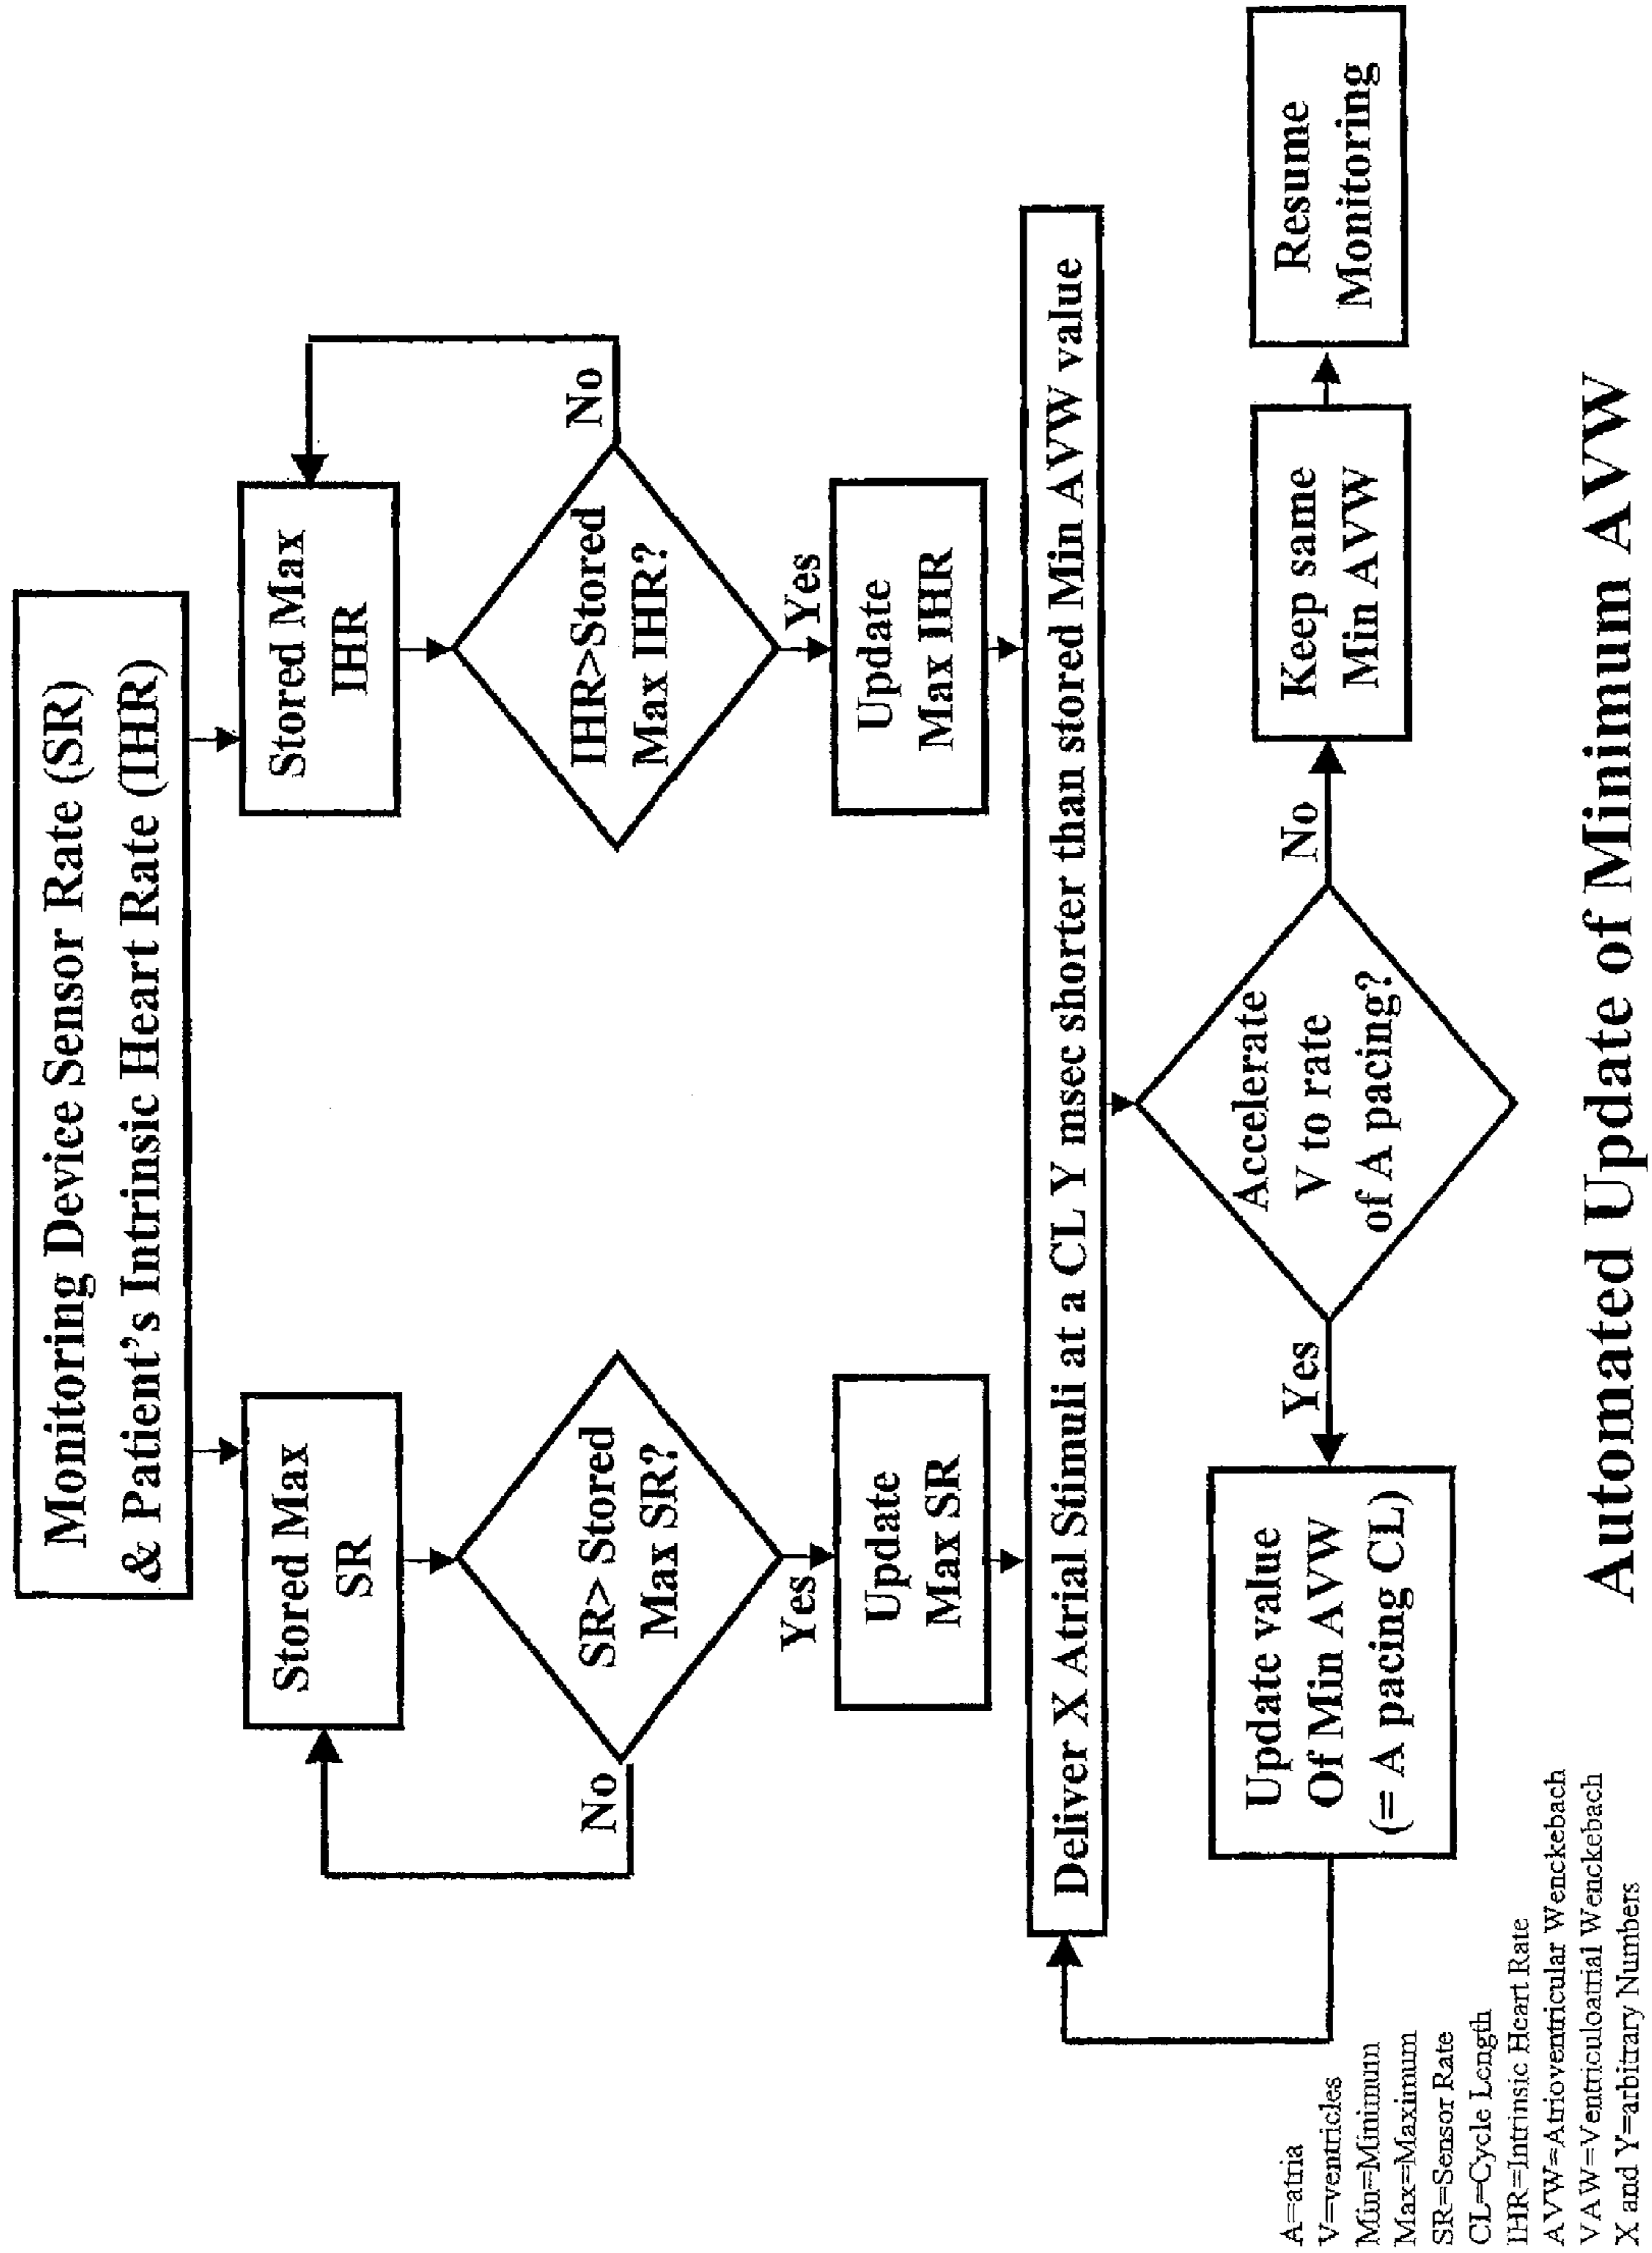 Monitoring Device Sensor Rate (SR)
& Patient's Intrinsic Heart Rate (IHR)
Stored Max
SR
Stored Max
IHR
SR> Stored
Max SR?
No
Yes
IHR>Stored
Max IHR?
No
Yes
Update
Max SR
Update
Max IHR
Deliver X Atrial Stimuli at a CL Y msec shorter than stored Min AVW value
Accelerate
V to rate
of A pacing?
Yes
No
Update value
Of Min AVW
(= A pacing CL)
Keep same
Min AVW
Resume
Monitoring
A=atria
V=ventricles
Min=Minimum
Max=Maximum
SR=Sensor Rate
CL=Cycle Length
IHR=Intrinsic Heart Rate
AVW=Atrioventricular Wenckebach
VAW=Ventriculoatrial Wenckebach
X and Y=arbitrary Numbers
Automated Update of Minimum AVW